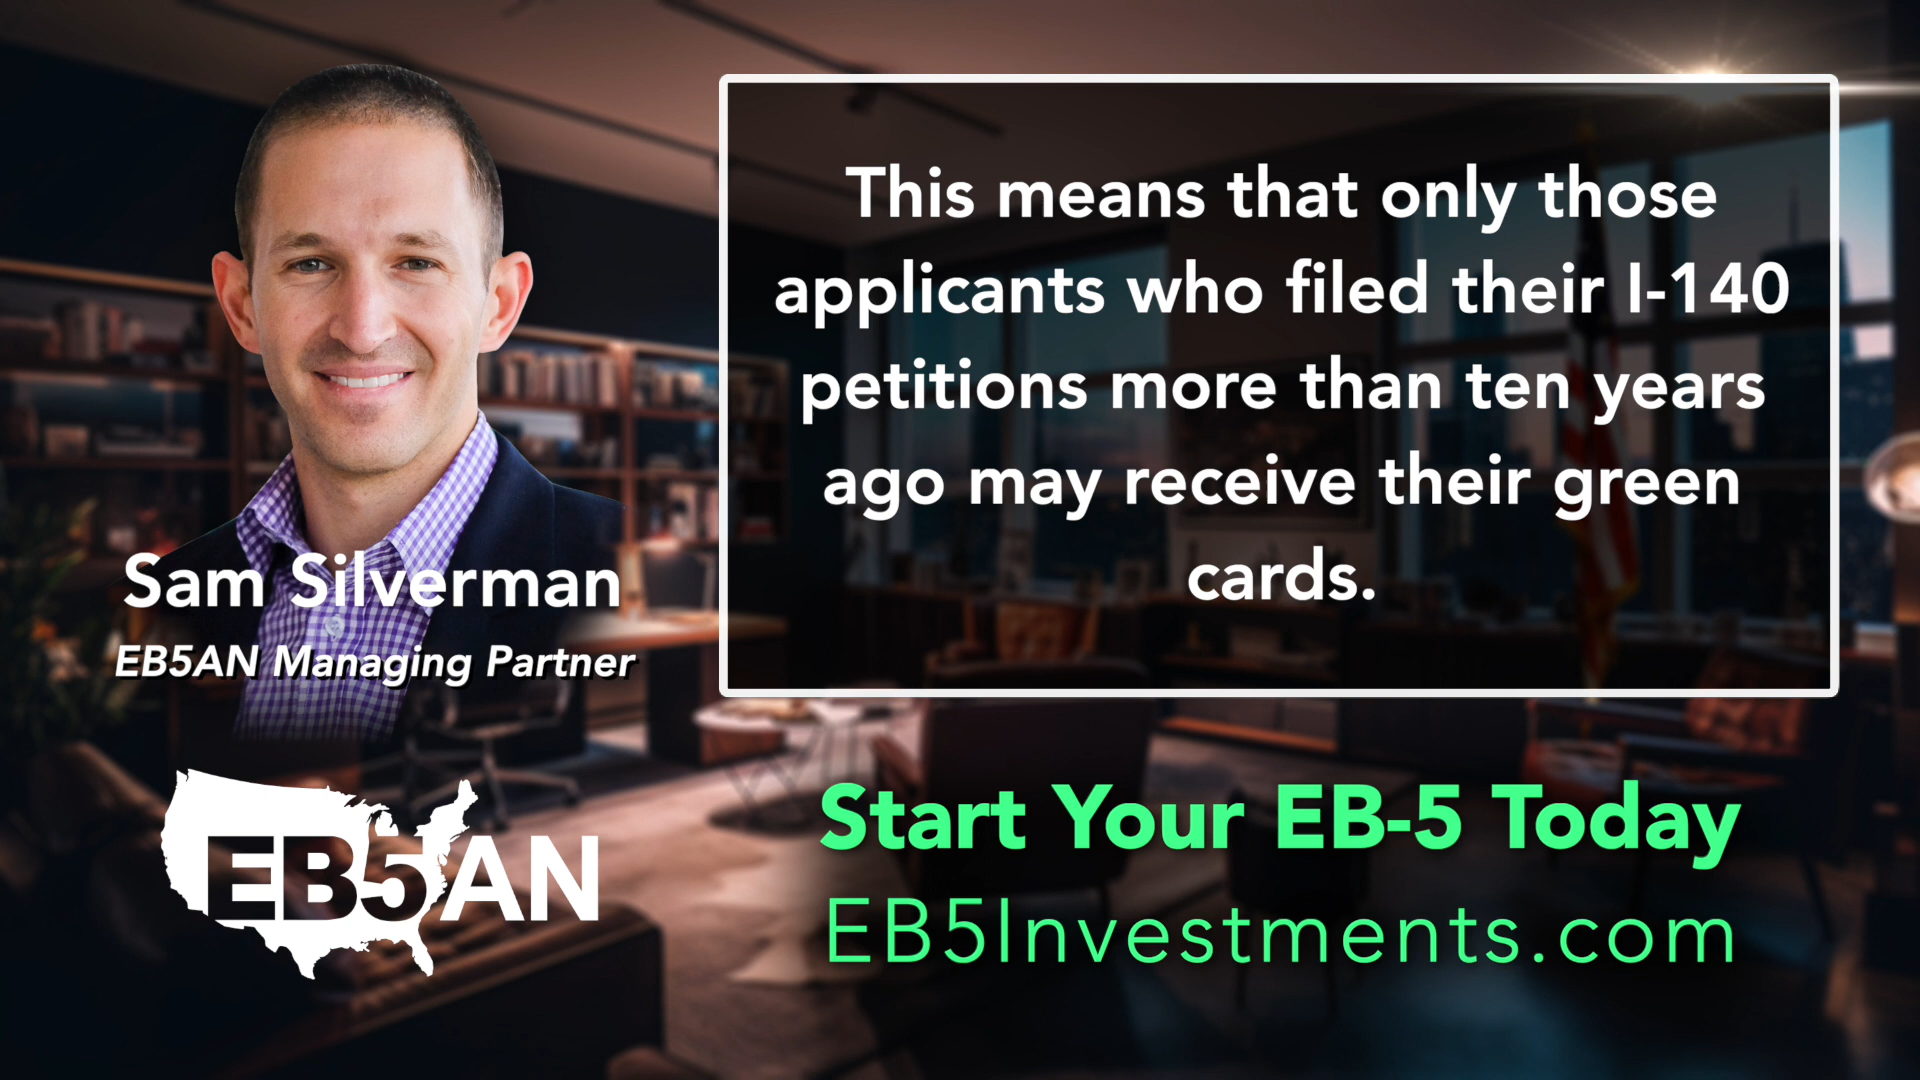 This means that only those
applicants who filed their I-140
petitions more than ten years
ago may receive their green
cards.
Sam Silverman
EB5AN Managing Partner
EB5AN
Start Your EB-5 Today
EB5Investments.com